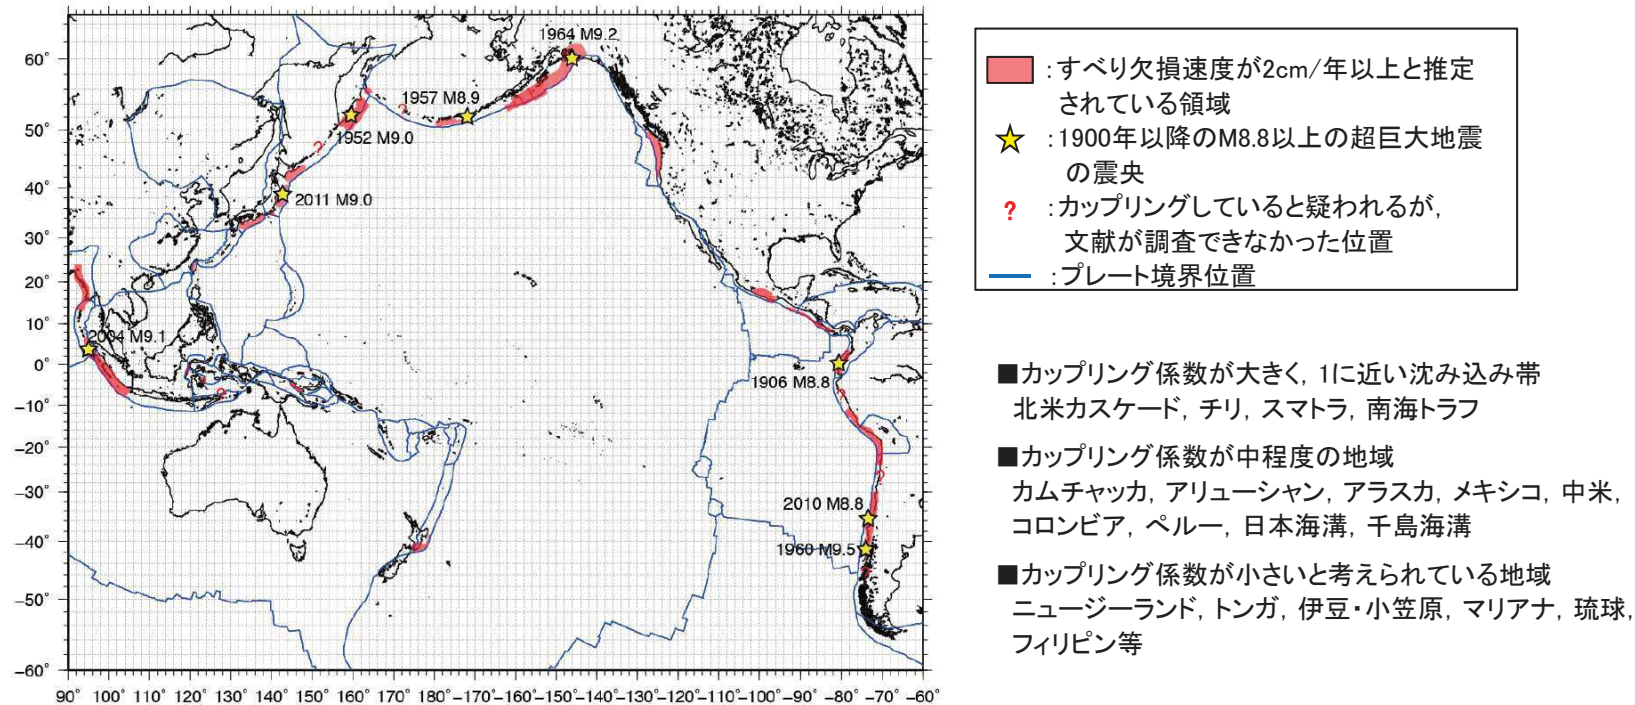 60°
50°
40°
30°
20°
10°
0°
-10°
-20°
-30°
-40°
-50°
-60°
90° 100° 110° 120° 130° 140° 150° 160° 170° 180° -170° -160° -150° -140° -130° -120° -110° -100° -90° -80° -70° -60°
1964 M9.2
1957 M8.9
?
1952 M9.0
?
2011 M9.0
2004 M9.1
?
1906 M8.8
?
?
2010 M8.8
1960 M9.5
?
:すべり欠損速度が2cm/年以上と推定
されている領域
:1900年以降のM8.8以上の超巨大地震
の震央
? :カップリングしていると疑われるが,
文献が調査できなかった位置
:プレート境界位置
■カップリング係数が大きく, 1に近い沈み込み帯
北米カスケード, チリ, スマトラ, 南海トラフ
■カップリング係数が中程度の地域
カムチャッカ, アリューシャン, アラスカ, メキシコ, 中米,
コロンビア, ペルー, 日本海溝, 千島海溝
■カップリング係数が小さいと考えられている地域
ニュージーランド, トンガ, 伊豆・小笠原, マリアナ, 琉球,
フィリピン等